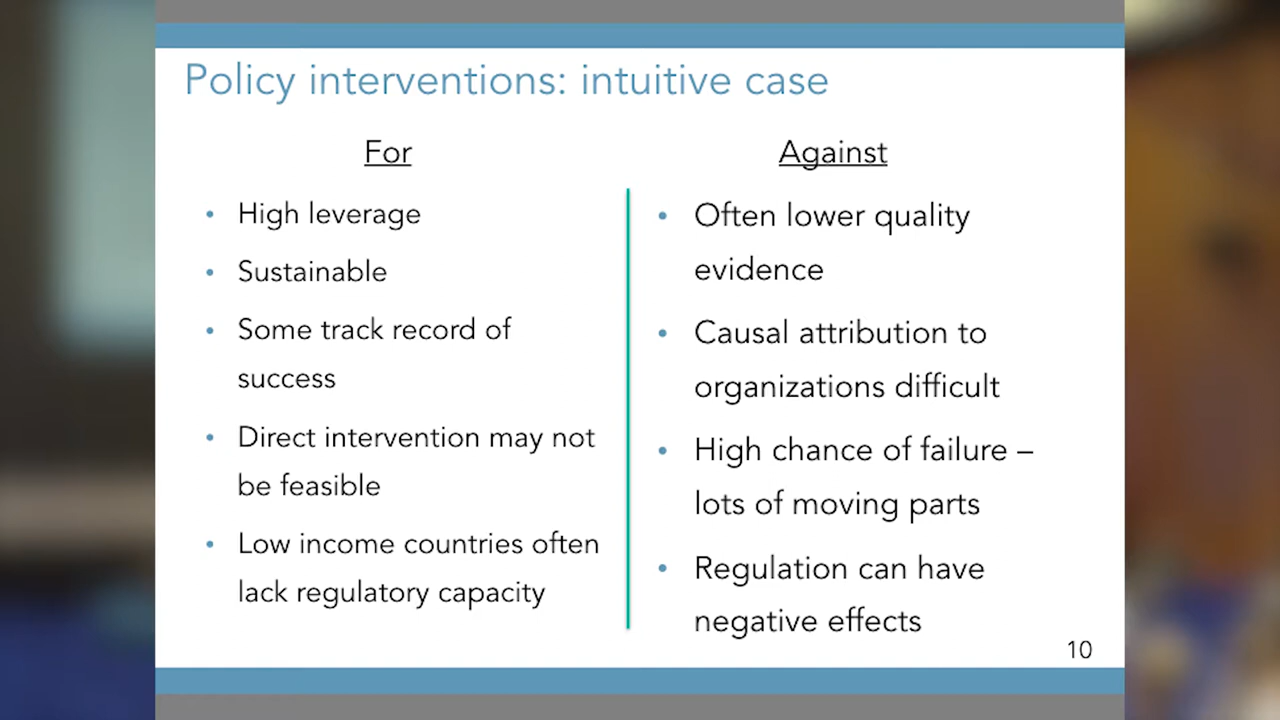 Policy interventions: intuitive case
For
• High leverage
• Sustainable
• Some track record of
success
• Direct intervention may not
be feasible
• Low income countries often
lack regulatory capacity
Against
• Often lower quality
evidence
• Causal attribution to
organizations difficult
• High chance of failure –
lots of moving parts
• Regulation can have
negative effects
10